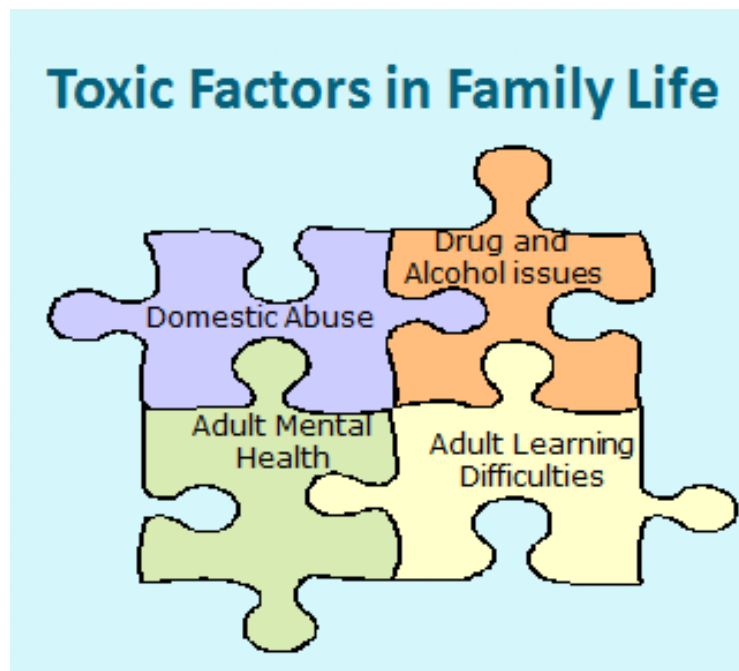 Toxic Factors in Family Life
Drug and
Alcohol issues
Domestic Abuse
Adult Mental
Health
Adult Learning
Difficulties